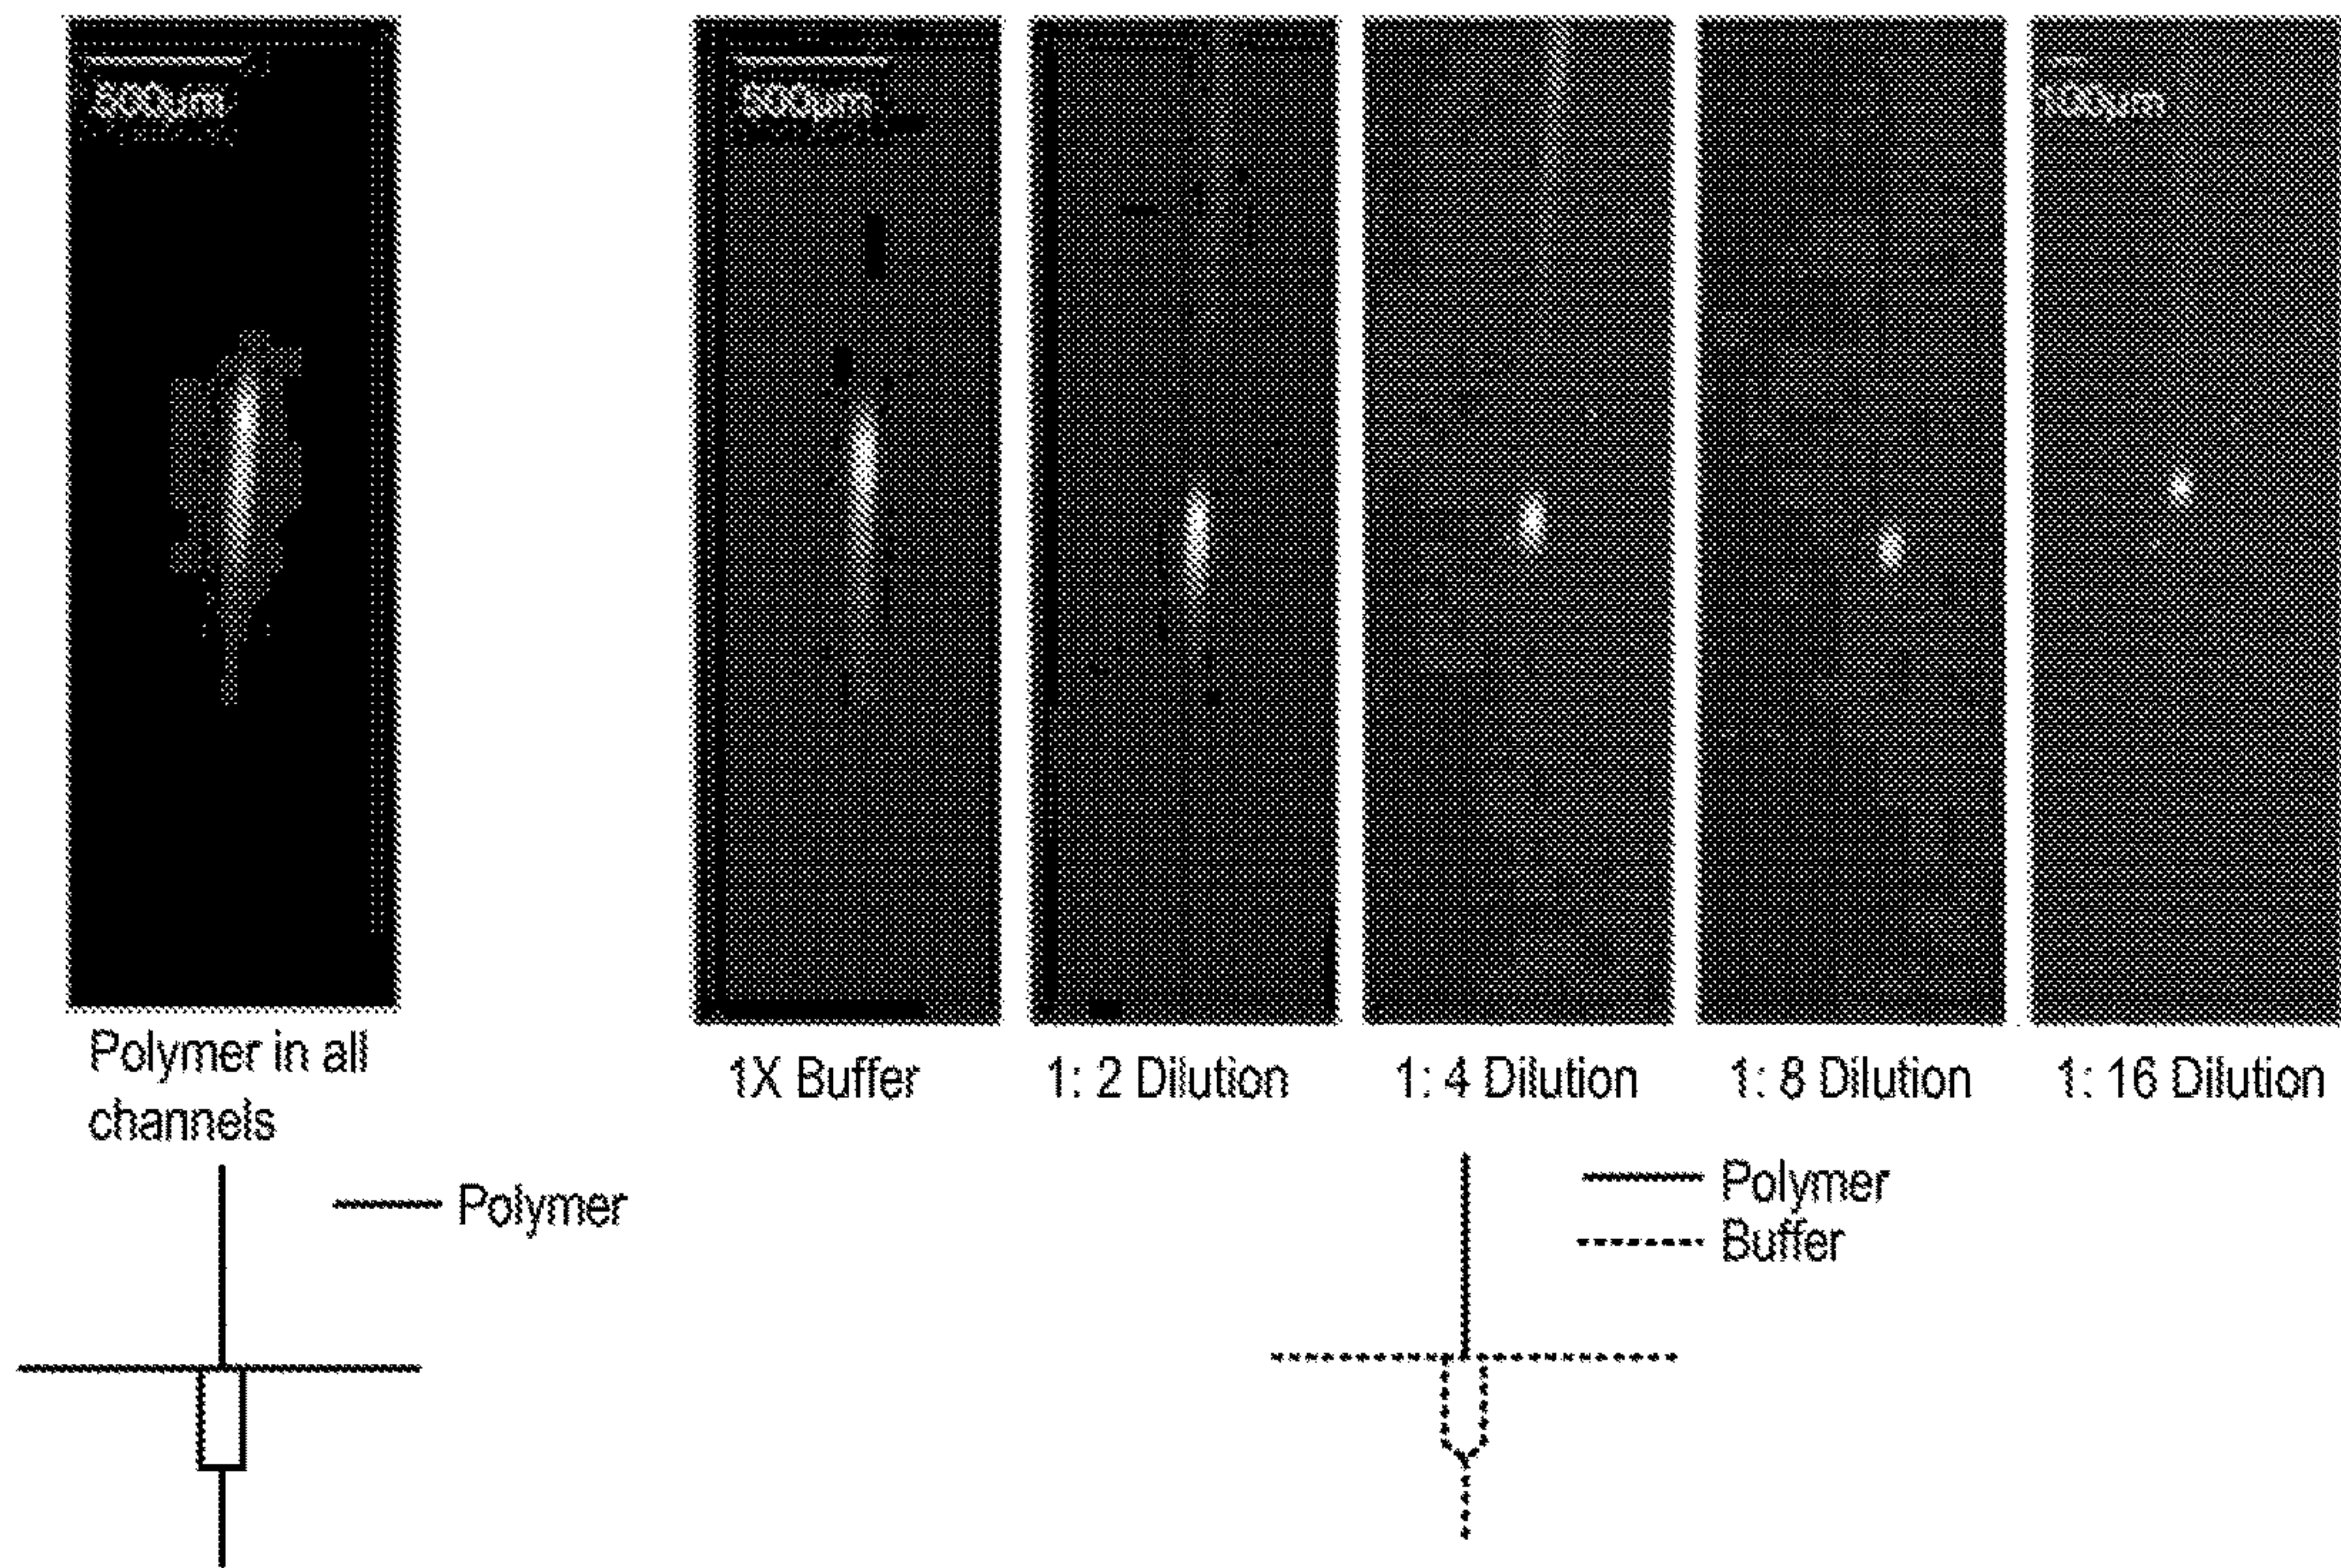 500µm
500µm
100µm
Polymer in all
channels
1X Buffer
1: 2 Dilution
1: 4 Dilution
1: 8 Dilution
1: 16 Dilution
Polymer
Polymer
Buffer